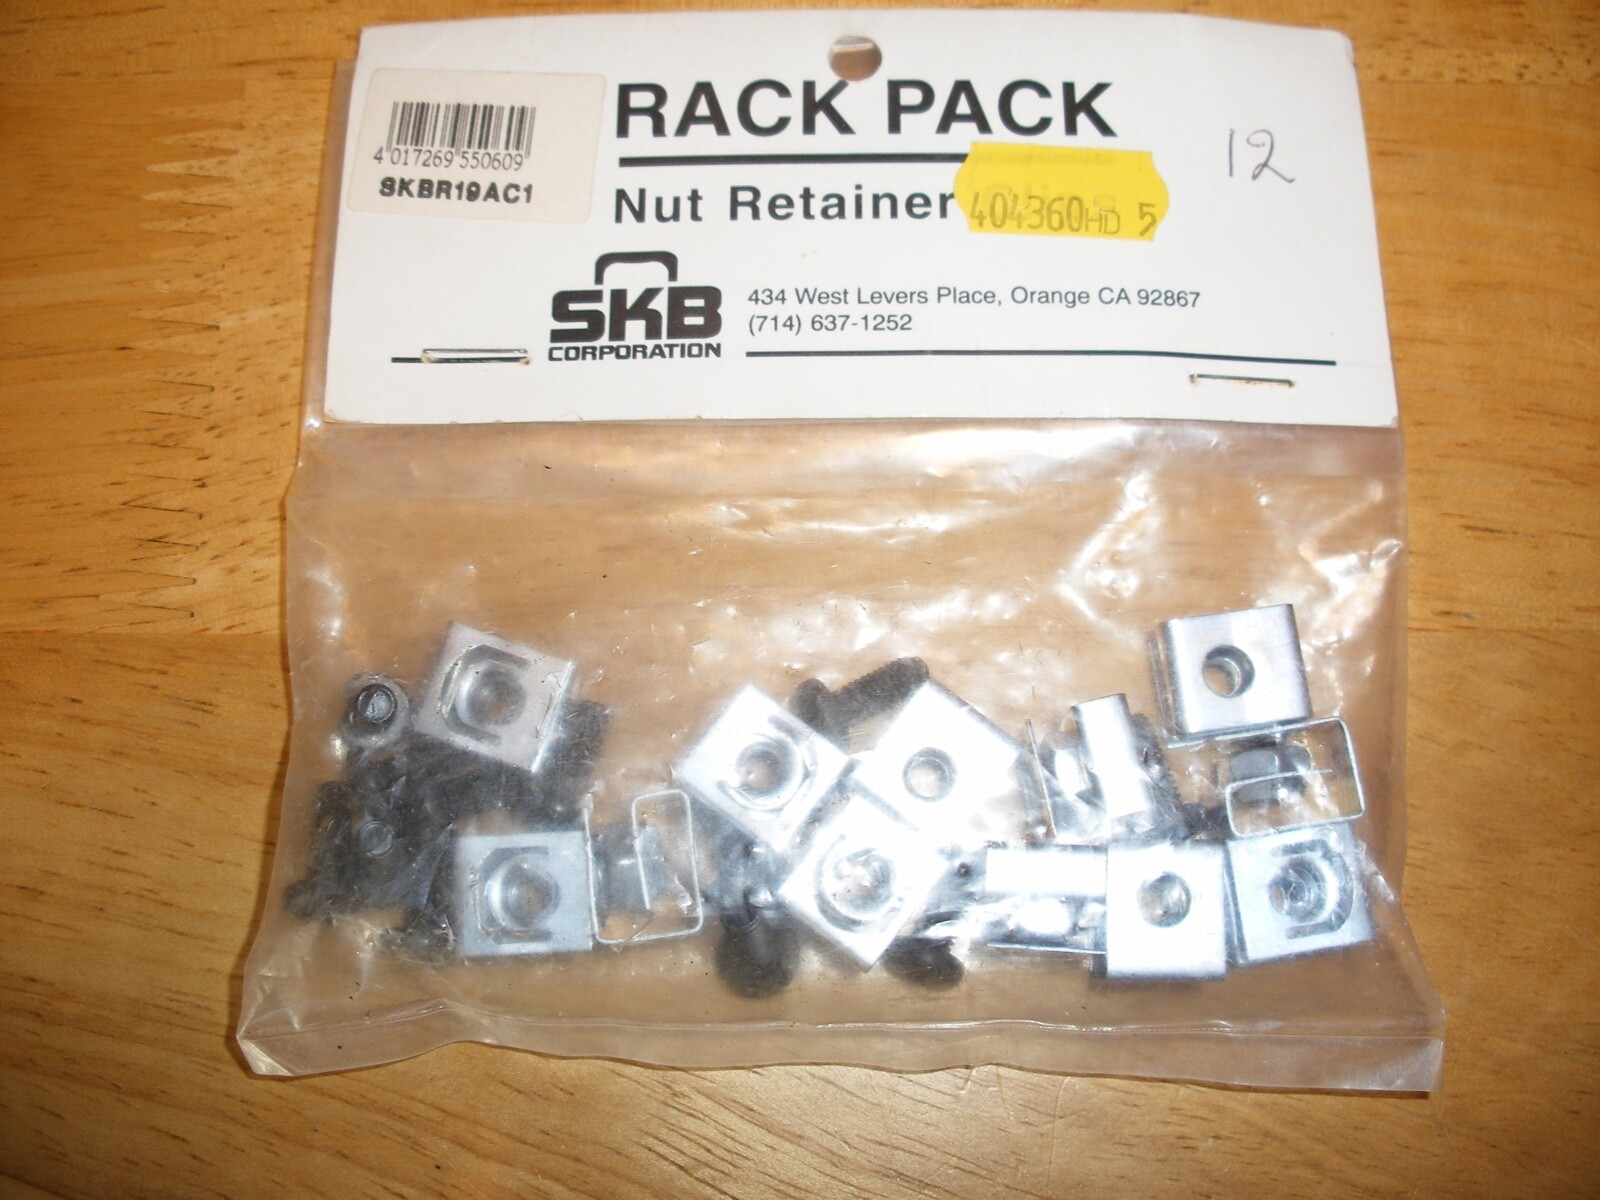 RACK PACK
4 017269 550609
SKBR19AC1
12
Nut Retainer
404360HD 5
SKB
CORPORATION
434 West Levers Place, Orange CA 92867
(714) 637-1252